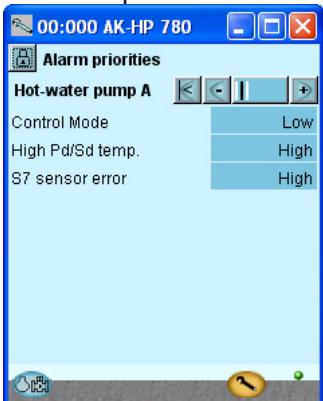 00:000 AK-HP 780
Alarm priorities
Hot-water pump A
Control Mode Low
High Pd/Sd temp. High
S7 sensor error High